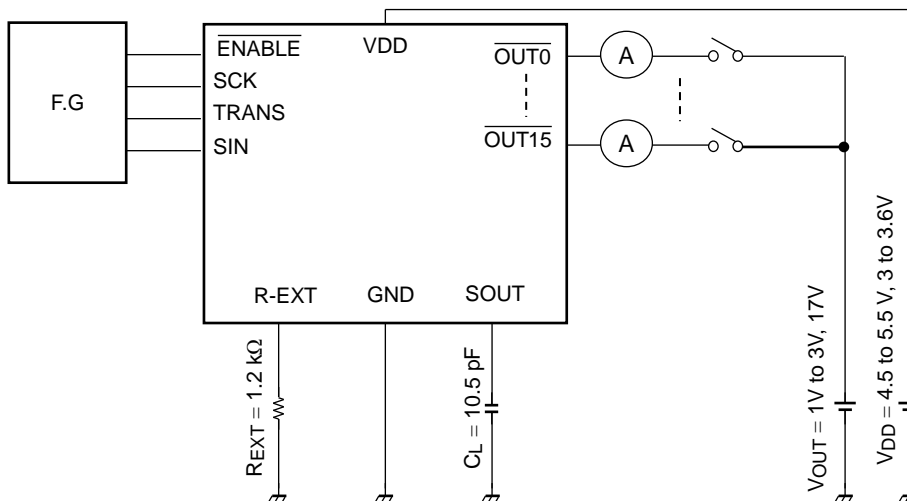 F.G
ENABLE
SCK
TRANS
SIN
VDD
OUT0
OUT15
A
A
R-EXT
GND
SOUT
REXT = 1.2 kΩ
CL = 10.5 pF
VOUT = 1V to 3V, 17V
VDD = 4.5 to 5.5 V, 3 to 3.6V